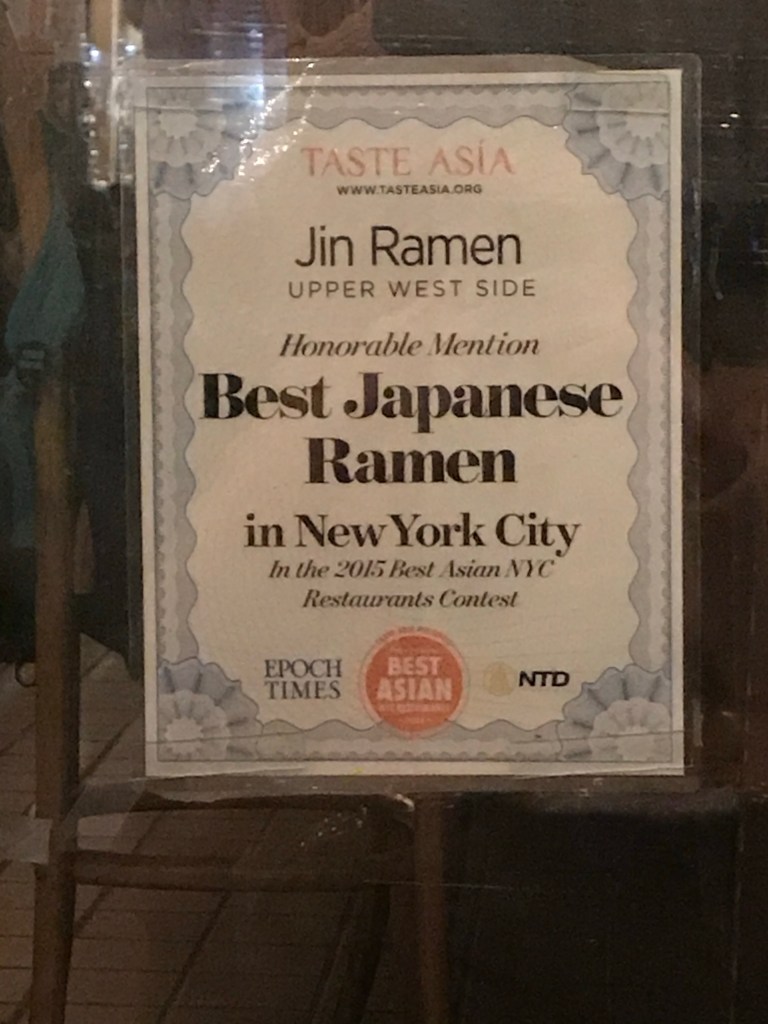 TASTE ASÍA
WWW.TASTEASIA.ORG
Jin Ramen
UPPER WEST SIDE
Honorable Mention
Best Japanese
Ramen
in New York City
In the 2015 Best Asian NYC
Restaurants Contest
EPOCH
TIMES
BEST
ASIAN
NTD